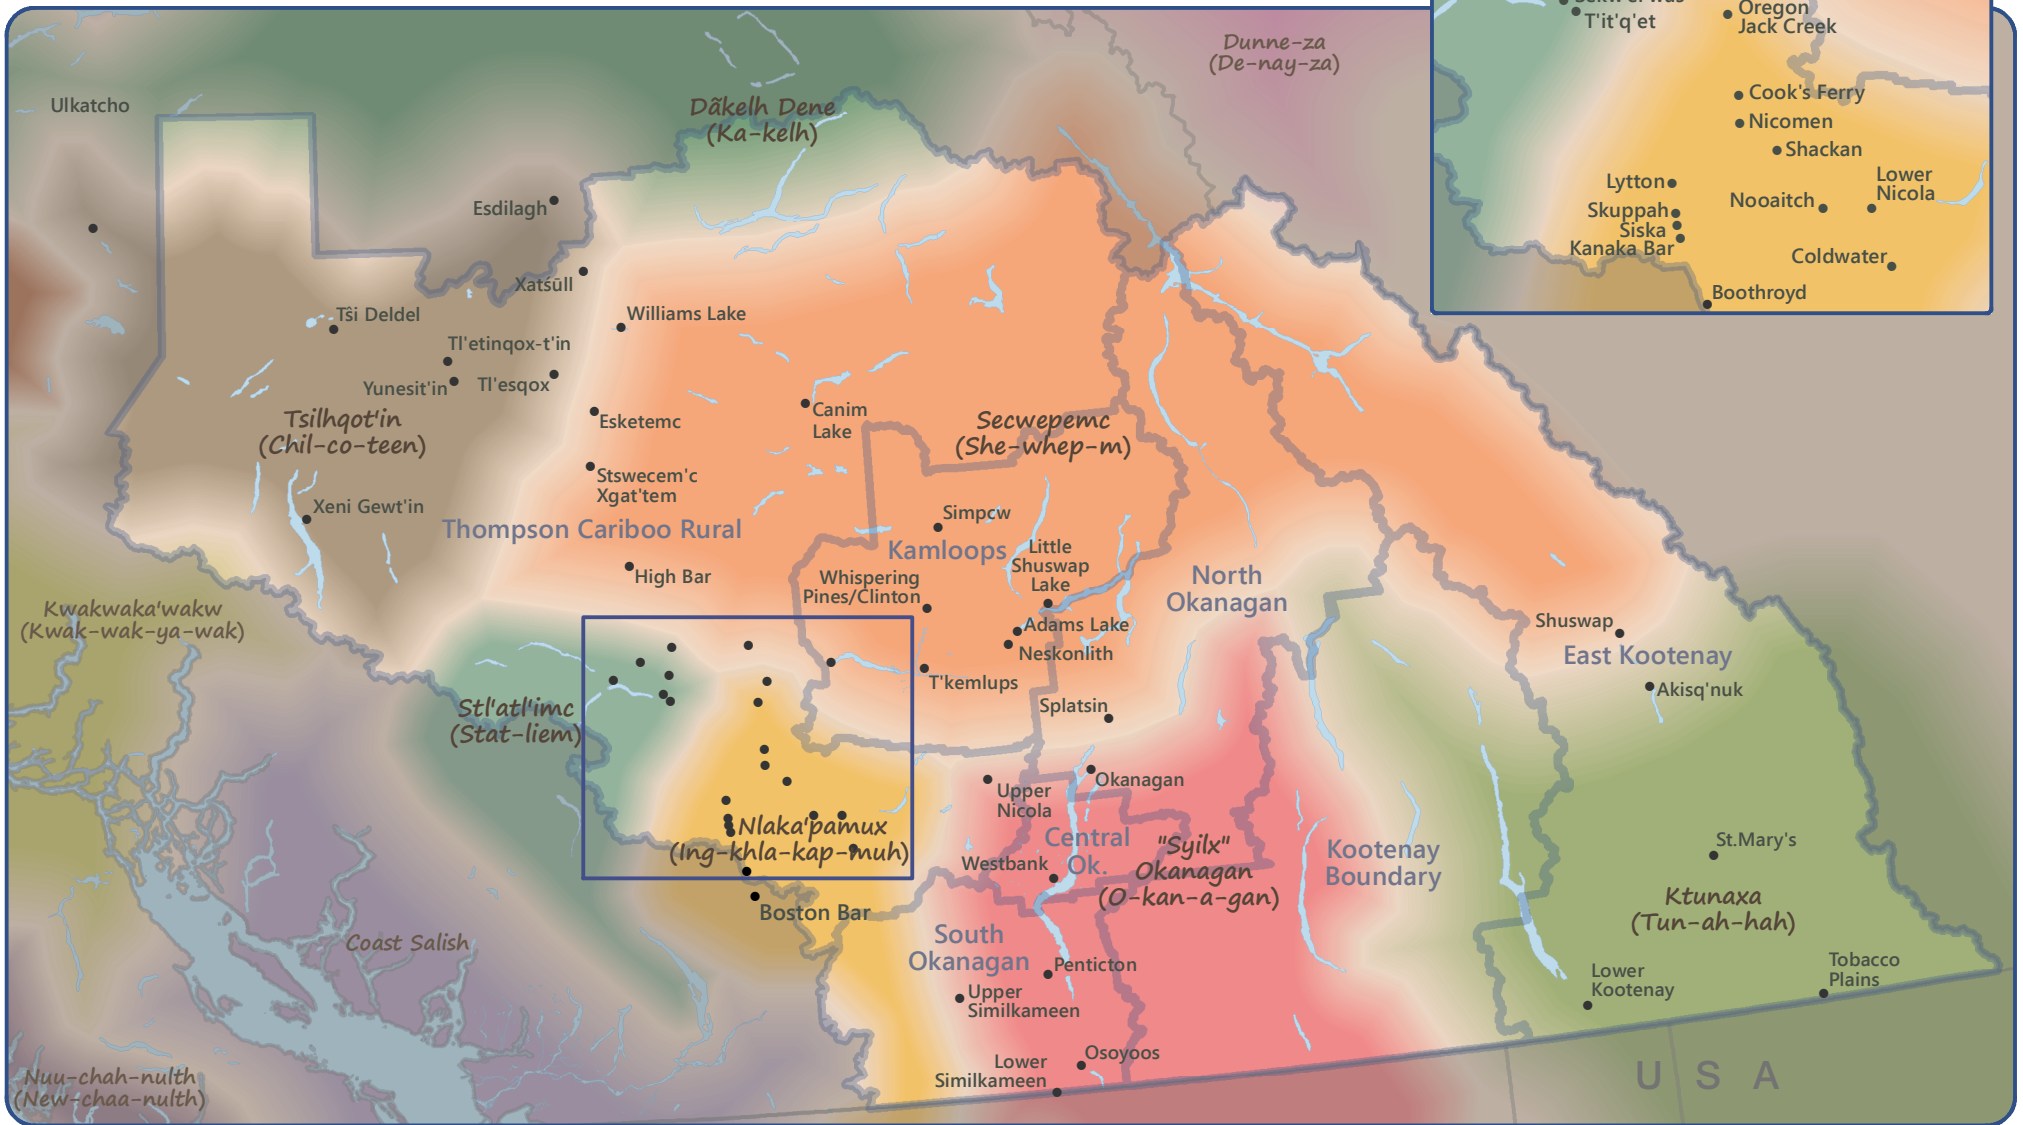 Dunne-za
(De-nay-za)
T'it'q'et
Oregon
Jack Creek
Cook's Ferry
Nicomen
Shackan
Lytton
Lower
Nicola
Nooaitch
Skuppah
Siska
Kanaka Bar
Coldwater
Boothroyd
Ulkatcho
Dãkelh Dene
(Ka-kelh)
Esdilagh
Xatśūll
Tŝi Deldel
Williams Lake
Tl'etinqox-t'in
Yunesit'in
Tl'esqox
Tsilhqot'in
(Chil-co-teen)
Esketemc
Canim
Lake
Secwepemc
(She-whep-m)
Stswecem'c
Xgat'tem
Xeni Gewt'in
Thompson Cariboo Rural
Simpcw
Kamloops
Little
Shuswap
Lake
High Bar
Whispering
Pines/Clinton
North
Okanagan
Kwakwaka'wakw
(Kwak-wak-ya-wak)
Adams Lake
Neskonlith
T'kemlups
Shuswap
East Kootenay
Akisq'nuk
Stl'atl'imc
(Stat-liem)
Splatsin
Upper
Nicola
Okanagan
Nlaka'pamux
(Ing-khla-kap-muh)
Central
Ok.
Westbank
"Syilx"
Okanagan
(O-kan-a-gan)
Kootenay
Boundary
St.Mary's
Ktunaxa
(Tun-ah-hah)
Boston Bar
Coast Salish
South
Okanagan
Penticton
Upper
Similkameen
Lower
Kootenay
Tobacco
Plains
Osoyoos
Lower
Similkameen
USA
Nuu-chah-nulth
(New-chaa-nulth)